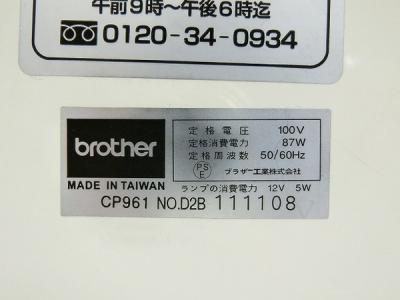 午前9時～午後6時迄
0120-34-0934
brother
定格電圧 100V
定格消費電力 87W
定格周波数 50/60Hz
PS
E
ブラザー工業株式会社
MADE IN TAIWAN
ランプの消費電力 12V 5W
CP961 NO.D2B 111108